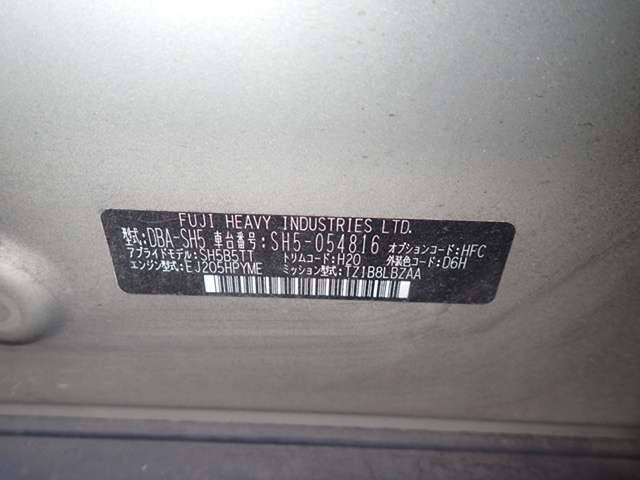 FUJI HEAVY INDUSTRIES LTD.
型式:DBA-SH5 車台番号:SH5-054816 オプションコード:HFC
アプライドモデル:SH5B5TT トリムコード:H20 外装色コード:D6H
エンジン型式:EJ205HPYME ミッション型式:TZ1B8LBZAA